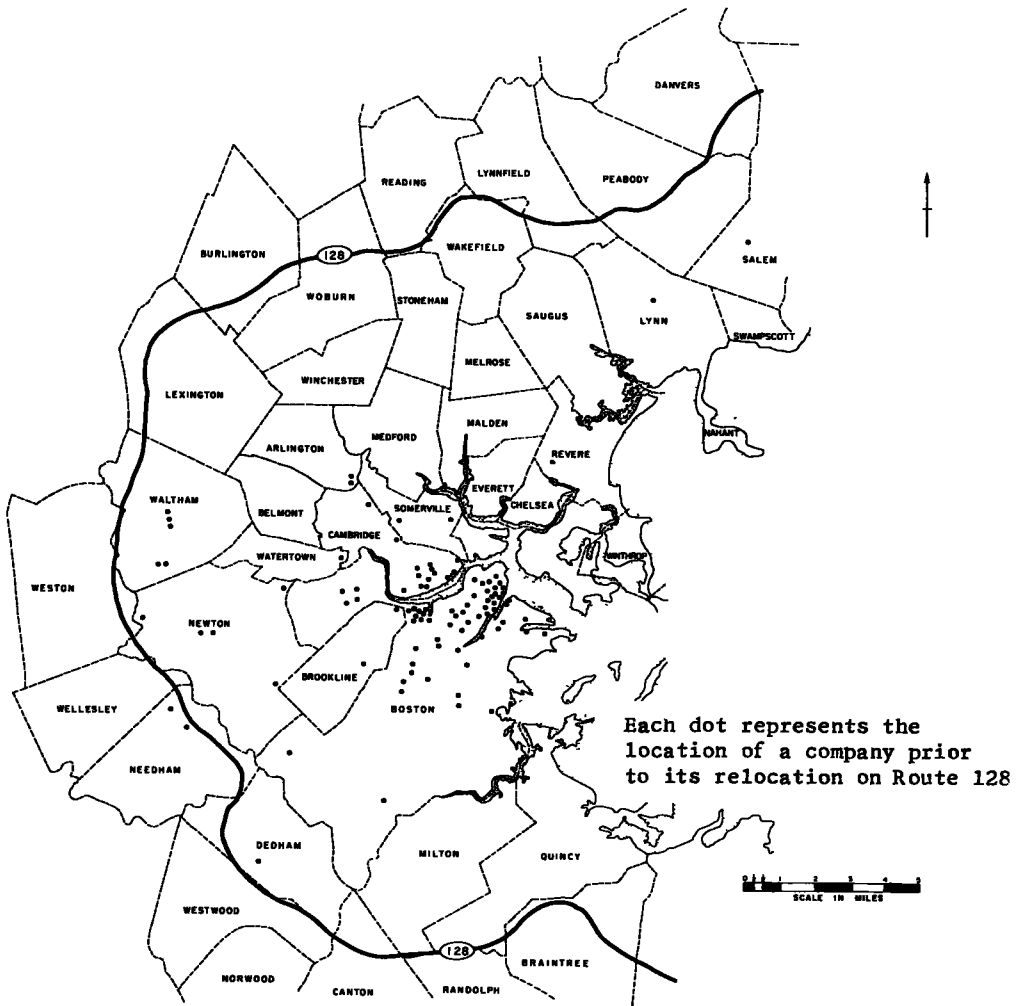 DANVERS
LYNNFIELD
READING
PEABODY
BURLINGTON
128
WAKEFIELD
SALEM
WOBURN
STONEHAM
SAUGUS
LYNN
SWAMPSCOTT
MELROSE
WINCHESTER
LEXINGTON
MALDEN
NAHANT
MEDFORD
ARLINGTON
REVERE
EVERETT
WALTHAM
CHELSEA
SOMERVILLE
BELMONT
CAMBRIDGE
WINTHROP
WATERTOWN
WESTON
NEWTON
BROOKLINE
WELLESLEY
BOSTON
Each dot represents the
location of a company prior
to its relocation on Route 128
NEEDHAM
DEDHAM
MILTON
QUINCY
SCALE IN MILES
WESTWOOD
128
BRAINTREE
NORWOOD
CANTON
RANDOLPH